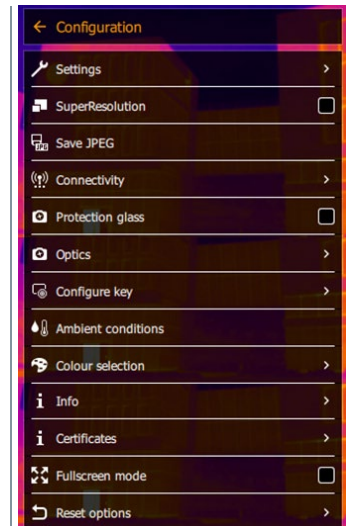 Configuration
Settings
SuperResolution
JPG
Save JPEG
Connectivity
Protection glass
Optics
Configure key
Ambient conditions
Colour selection
Info
Certificates
Fullscreen mode
Reset options